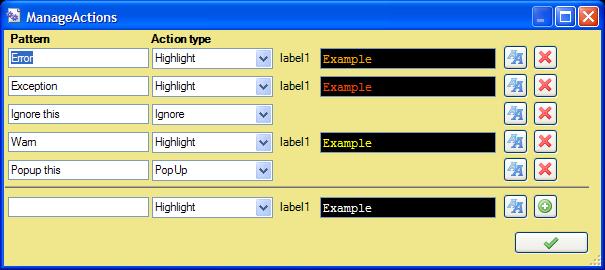 ManageActions
Pattern Action type
Error Highlight label1 Example
Exception Highlight label1 Example
Ignore this Ignore
Warn Highlight label1 Example
Popup this PopUp
Highlight label1 Example